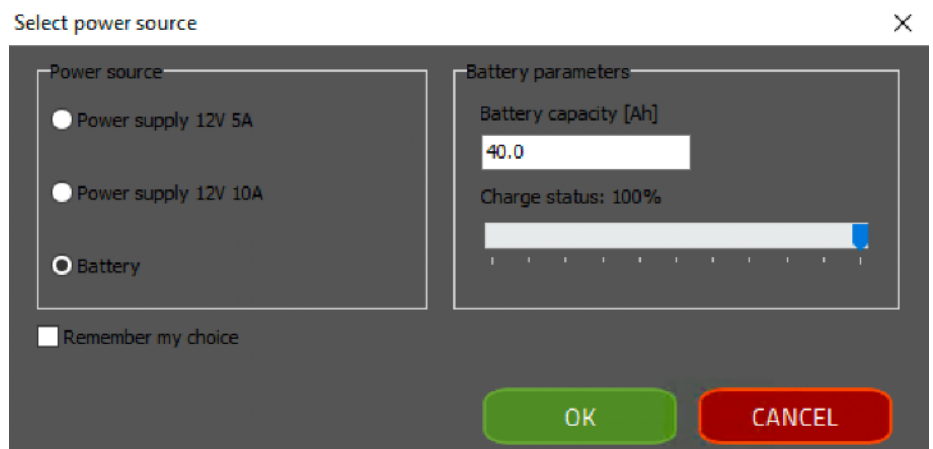 Select power source
Power source
Power supply 12V 5A
Power supply 12V 10A
Battery
Remember my choice
Battery parameters
Battery capacity [Ah]
40.0
Charge status: 100%
OK
CANCEL